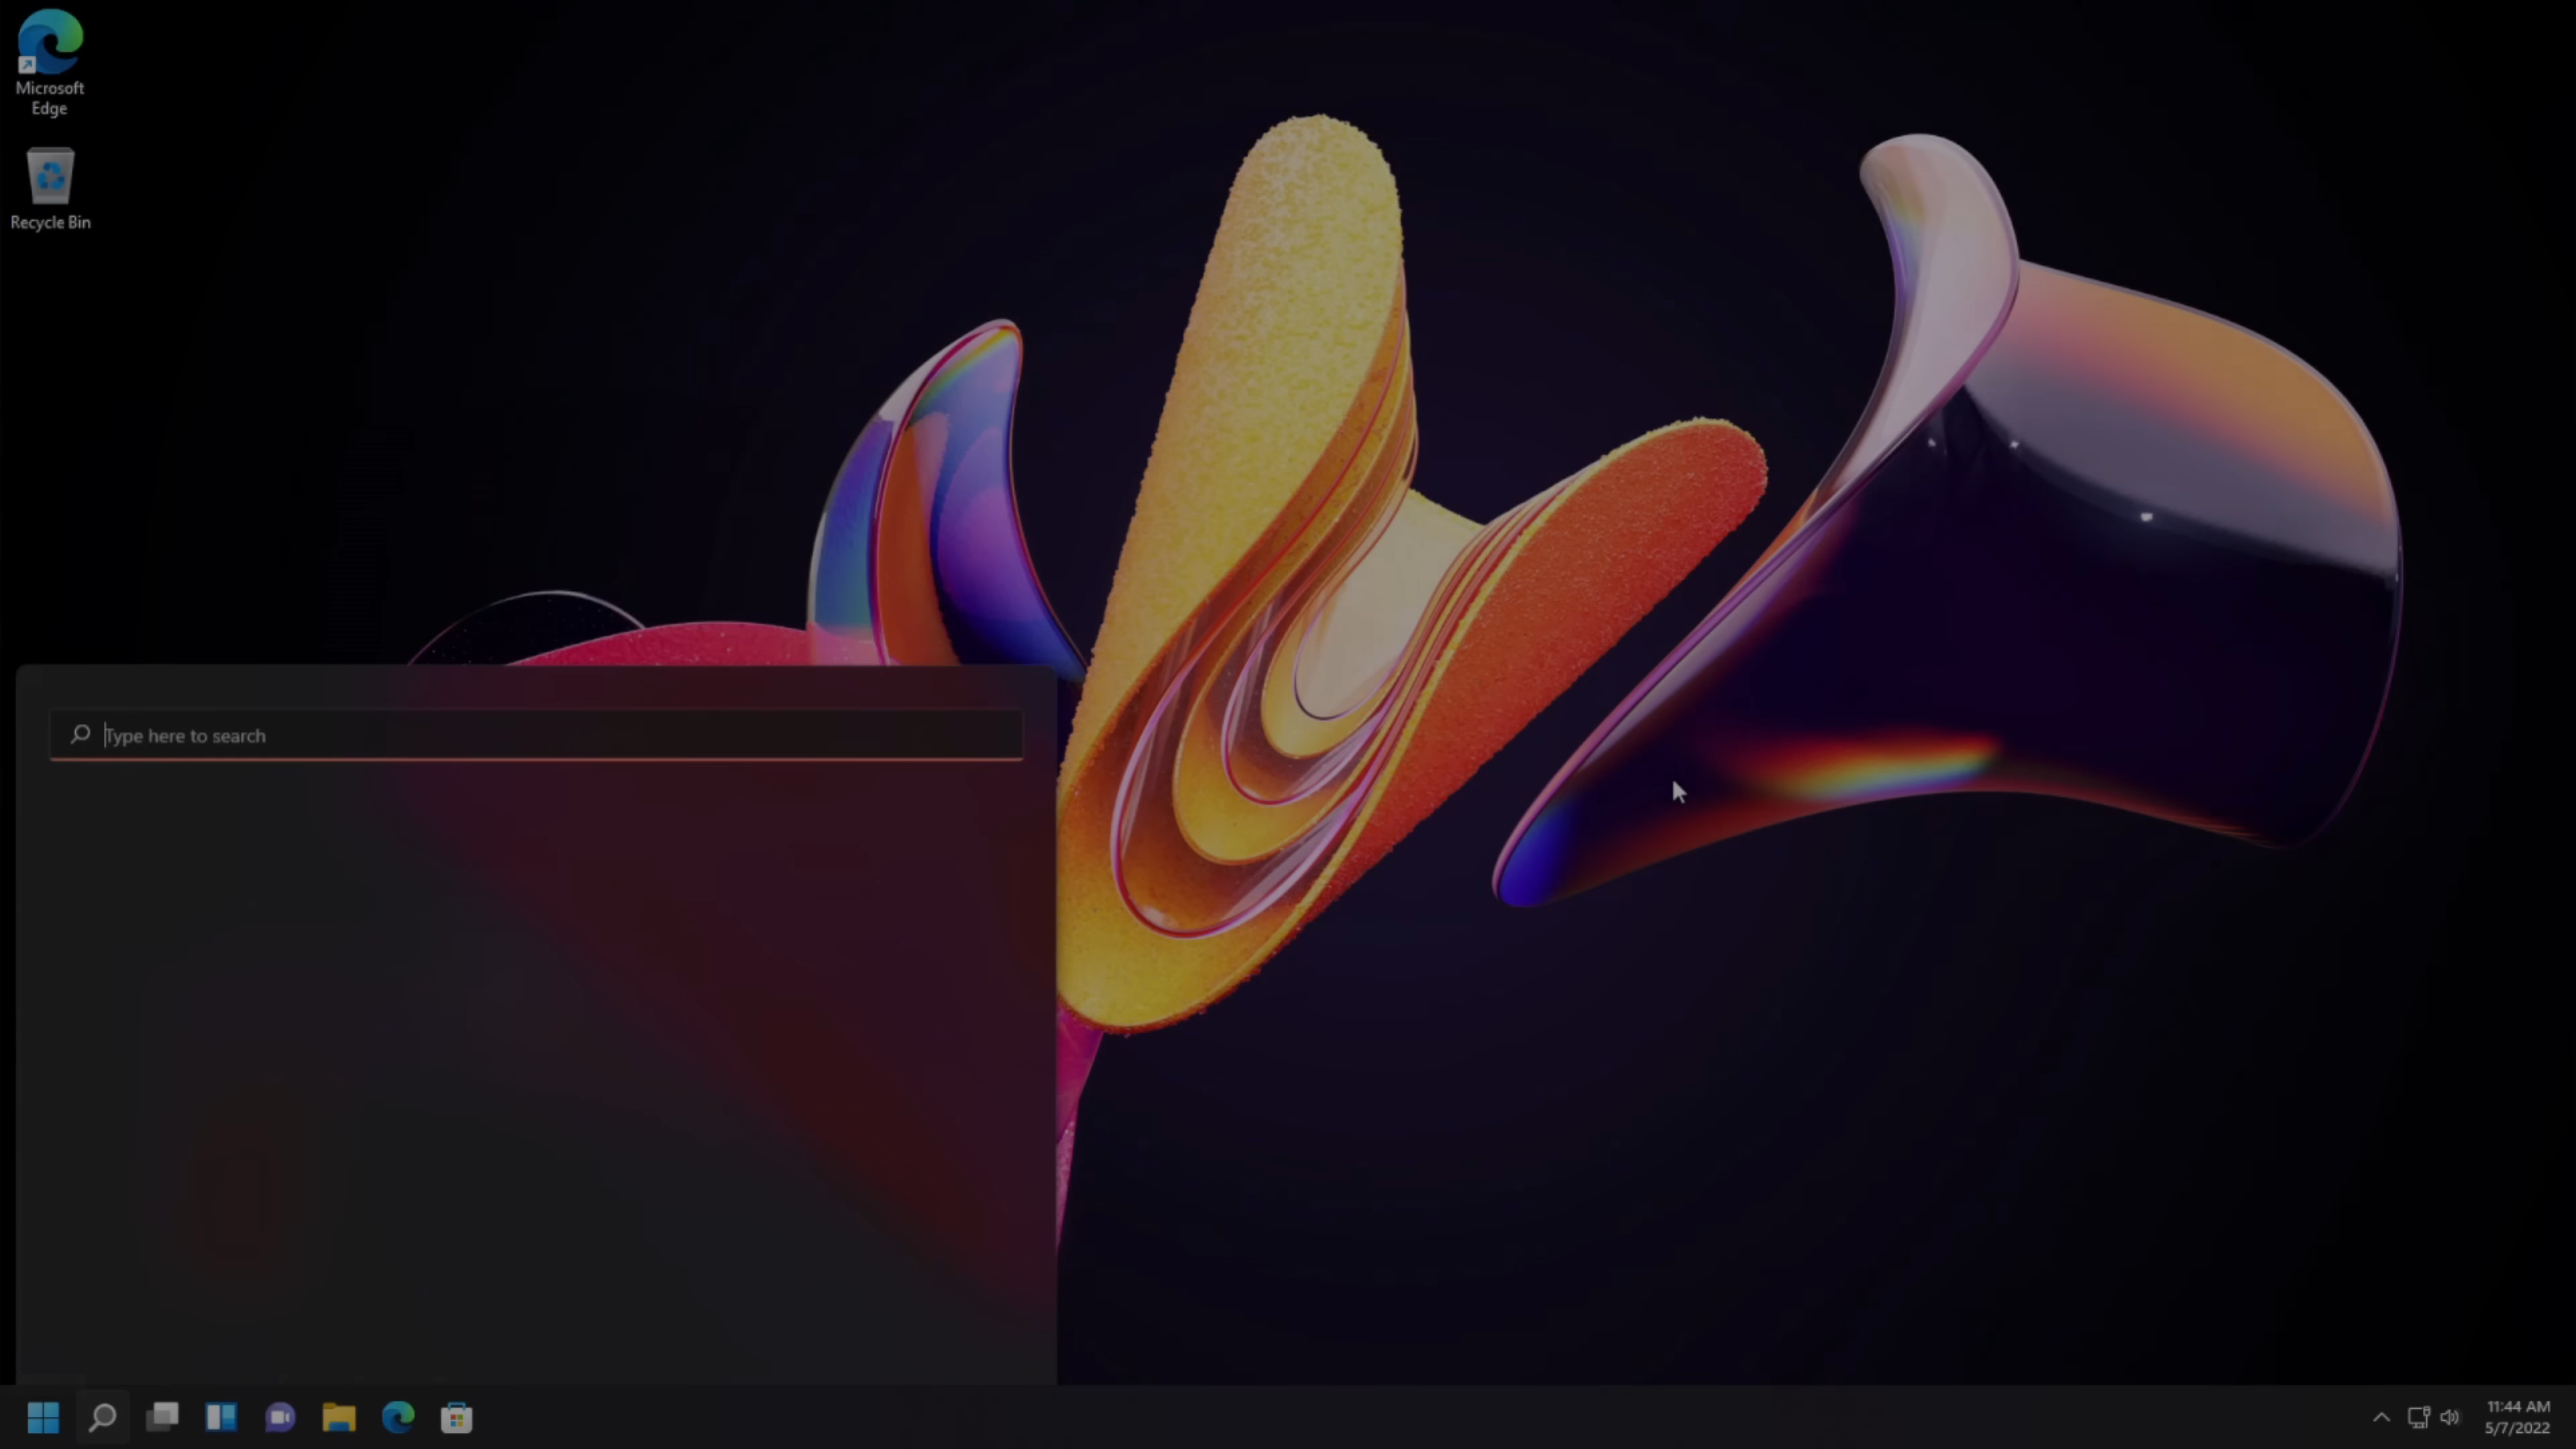 Microsoft
Edge
Recycle Bin
Type here to search
11:44 AM
5/7/2022